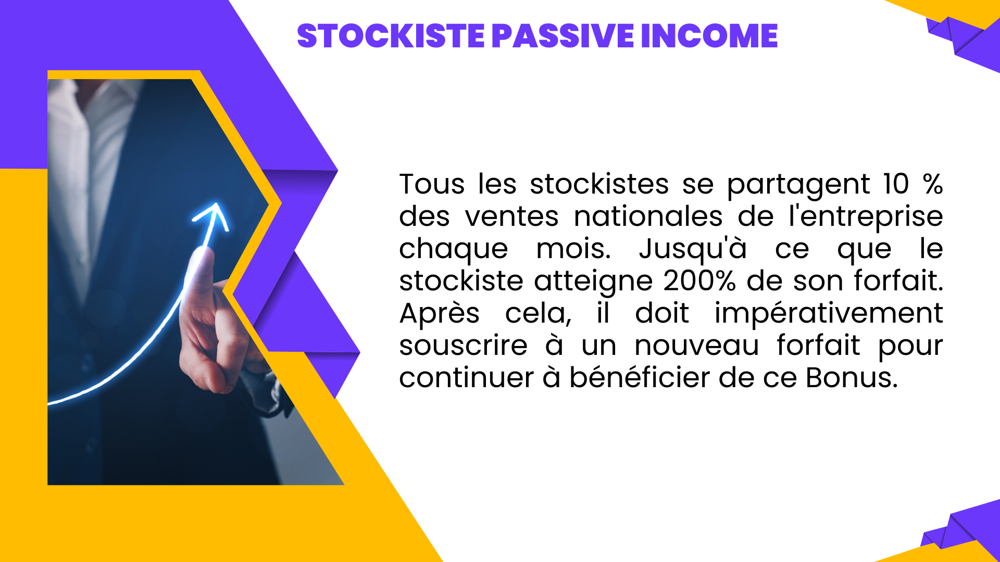 STOCKISTE PASSIVE INCOME
Tous les stockistes se partagent 10 %
des ventes nationales de l'entreprise
chaque mois. Jusqu'à ce que le
stockiste atteigne 200% de son forfait.
Après cela, il doit impérativement
souscrire à un nouveau forfait pour
continuer à bénéficier de ce Bonus.